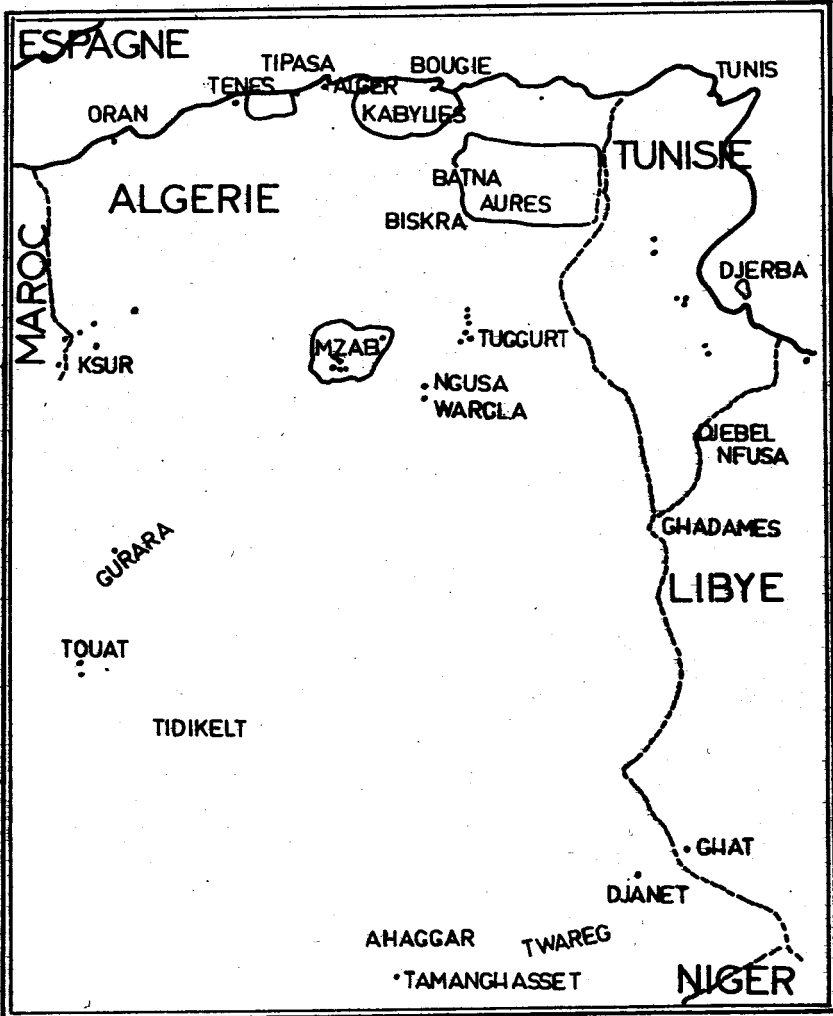 ESPAGNE
TIPASA
BOUGIE
TUNIS
TENES
ALGER
ORAN
KABYLIES
TUNISIE
BATNA
ALGERIE
AURES
BISKRA
MAROC
DJERBA
TUGGURT
MZAB
KSUR
NGUSA
WARGLA
DJEBEL
NFUSA
GHADAMES
GURARA
LIBYE
TOUAT
TIDIKELT
GHAT
DJANET
AHAGGAR
TWAREG
TAMANGHASSET
NIGER